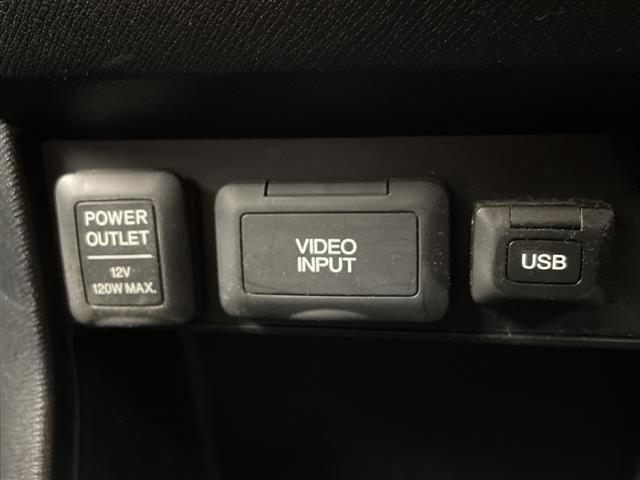 POWER
OUTLET
12V
120W MAX.
VIDEO
INPUT
USB